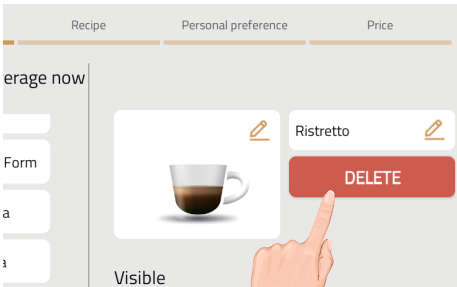 Recipe
Personal preference
Price
erage now
Ristretto
Form
DELETE
a
a
Visible